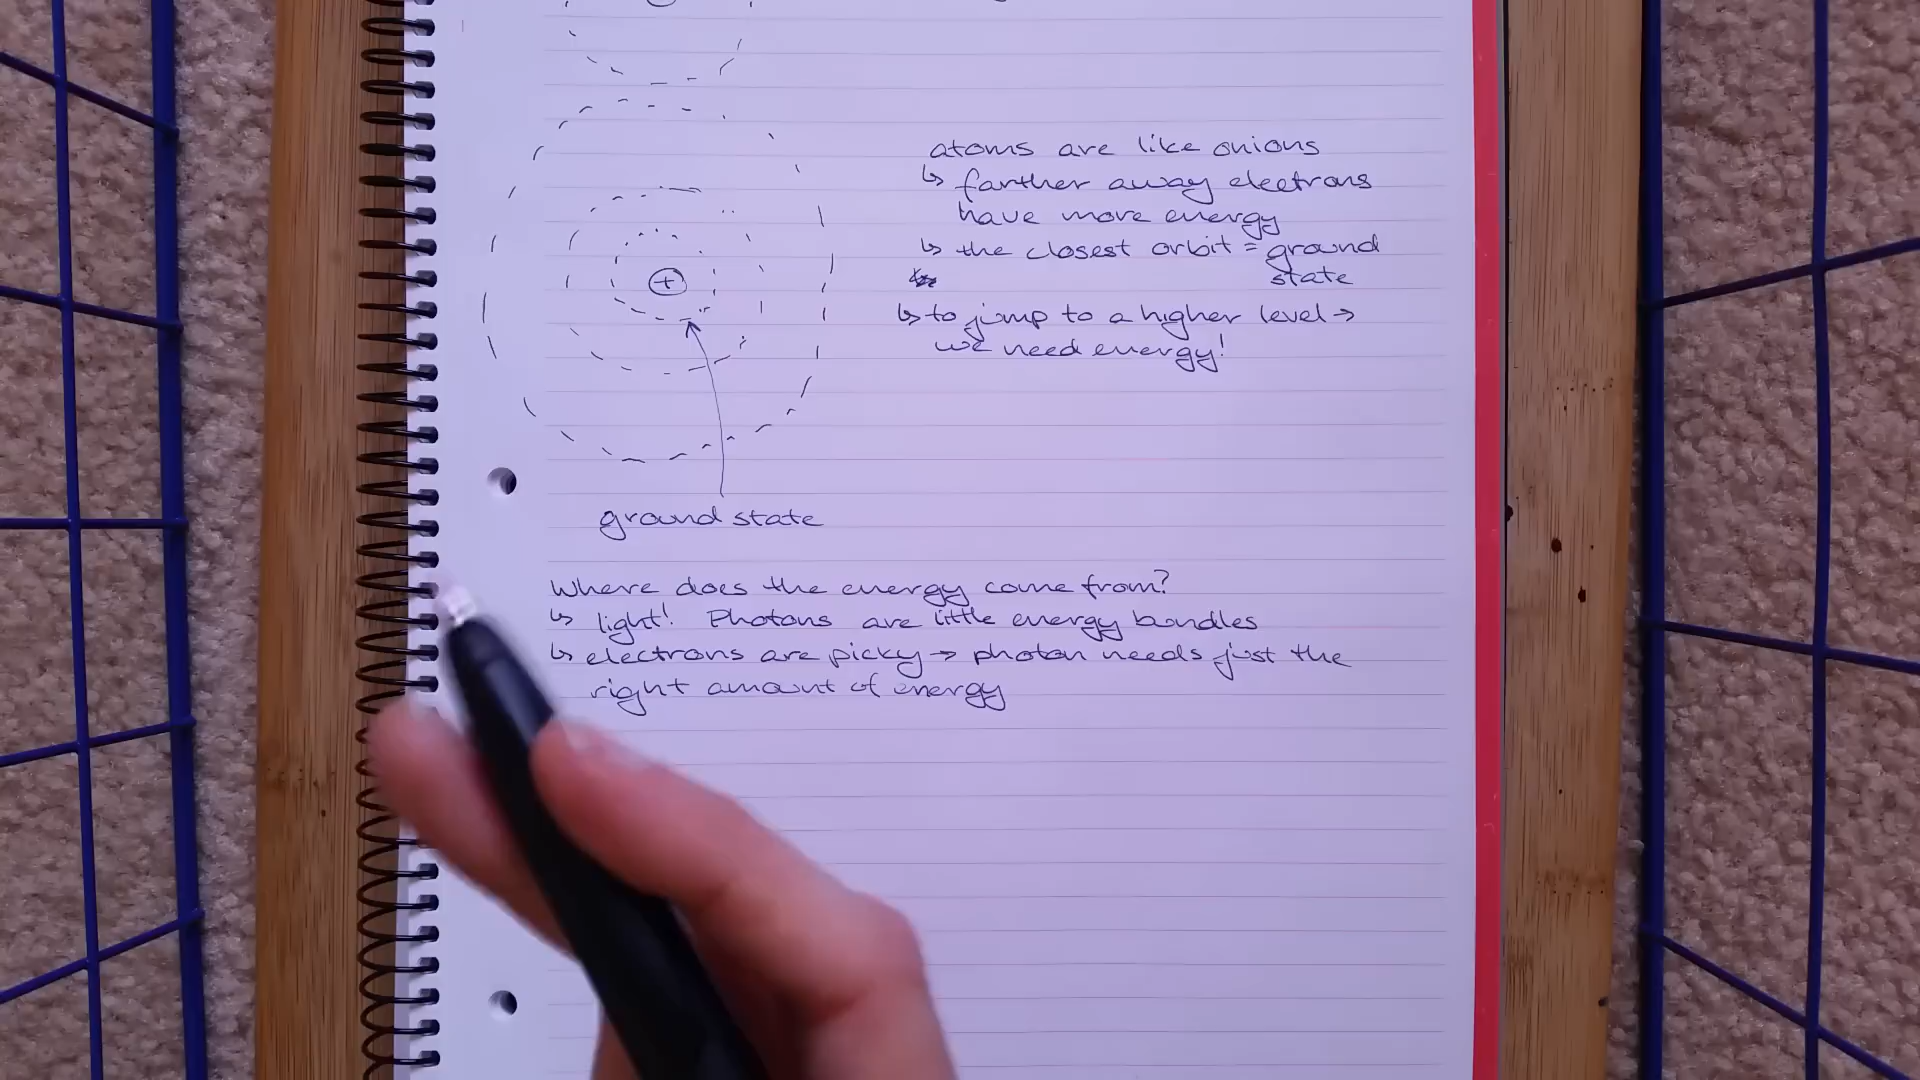 atoms are like onions
↳ farther away electrons
have more energy
↳ the closest orbit = ground
state
↳ to jump to a higher level →
we need energy!
+
ground state
Where does the energy come from?
↳ light! Photons are little energy bundles
↳ electrons are picky → photon needs just the
right amount of energy